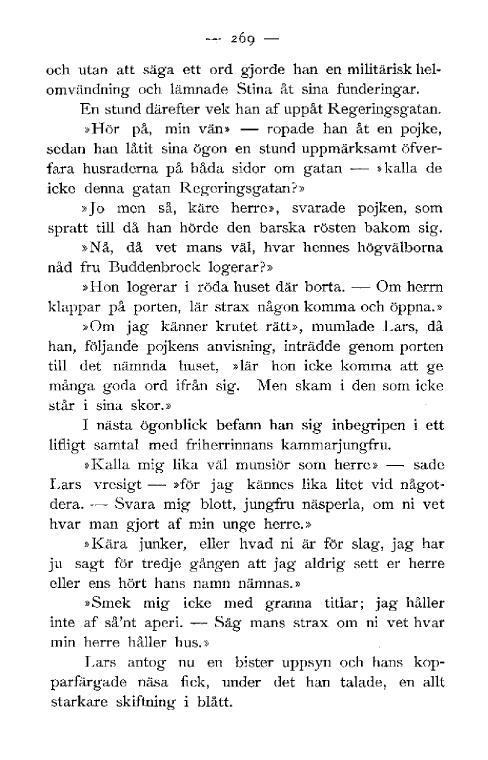 — 269 —
och utan att säga ett ord gjorde han en militärisk hel-
omvändning och lämnade Stina åt sina funderingar.
En stund därefter vek han af uppåt Regeringsgatan.
»Hör på, min vän» — ropade han åt en pojke,
sedan han låtit sina ögon en stund uppmärksamt öfver-
fara husraderna på båda sidor om gatan — »kalla de
icke denna gatan Regeringsgatan?»
»Jo men så, käre herre», svarade pojken, som
spratt till då han hörde den barska rösten bakom sig.
»Nå, då vet mans väl, hvar hennes högvälborna
nåd fru Buddenbrock logerar?»
»Hon logerar i röda huset där borta. — Om herrn
klappar på porten, lär strax någon komma och öppna.»
»Om jag känner krutet rätt», mumlade Lars, då
han, följande pojkens anvisning, inträdde genom porten
till det nämnda huset, »lär hon icke komma att ge
många goda ord ifrån sig. Men skam i den som icke
står i sina skor.»
I nästa ögonblick befann han sig inbegripen i ett
lifligt samtal med friherrinnans kammarjungfru.
»Kalla mig lika väl munsiör som herre» — sade
Lars vresigt — »för jag kännes lika litet vid något-
dera. — Svara mig blott, jungfru näsperla, om ni vet
hvar man gjort af min unge herre.»
»Kära junker, eller hvad ni är för slag, jag har
ju sagt för tredje gången att jag aldrig sett er herre
eller ens hört hans namn nämnas.»
»Smek mig icke med granna titlar; jag håller
inte af så'nt aperi. — Säg mans strax om ni vet hvar
min herre håller hus.»
Lars antog nu en bister uppsyn och hans kop-
parfärgade näsa fick, under det han talade, en allt
starkare skiftning i blått.